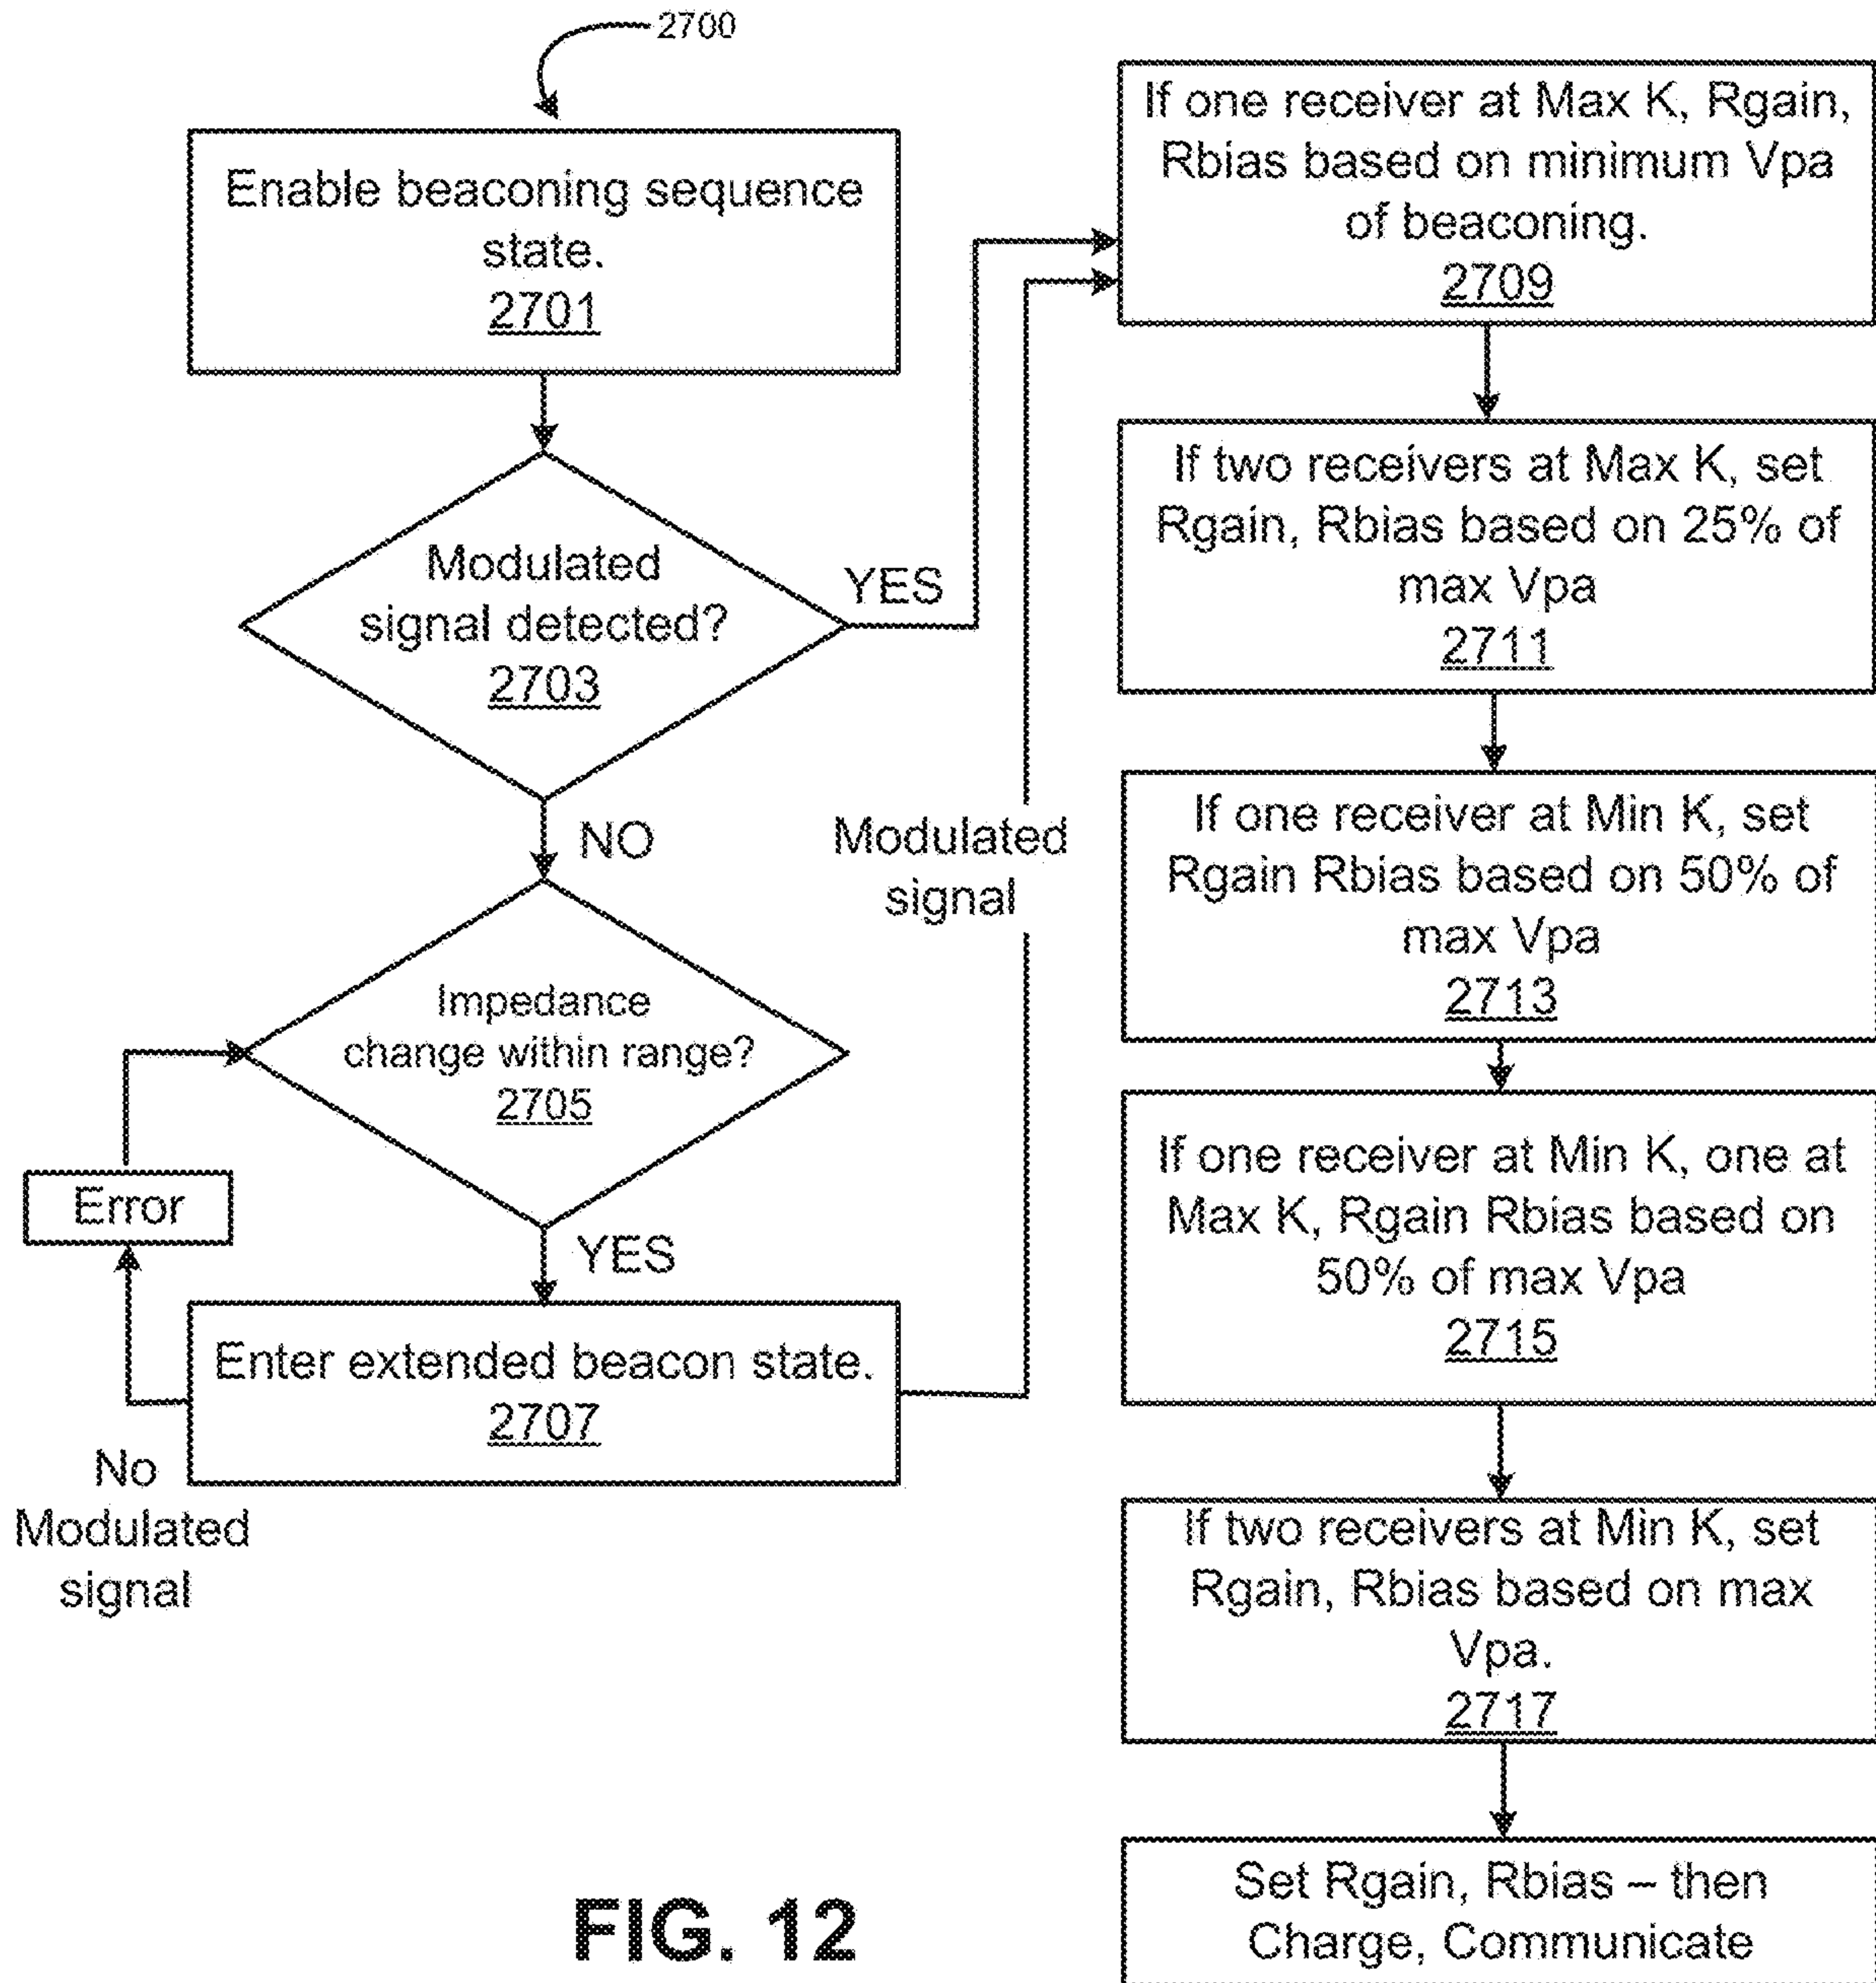 2700
Enable beaconing sequence
state.
2701
Modulated
signal detected?
2703
YES
NO
Impedance
change within range?
2705
YES
Error
Enter extended beacon state.
2707
No
Modulated
signal
Modulated
signal
If one receiver at Max K, Rgain,
Rbias based on minimum Vpa
of beaconing.
2709
If two receivers at Max K, set
Rgain, Rbias based on 25% of
max Vpa
2711
If one receiver at Min K, set
Rgain Rbias based on 50% of
max Vpa
2713
If one receiver at Min K, one at
Max K, Rgain Rbias based on
50% of max Vpa
2715
If two receivers at Min K, set
Rgain, Rbias based on max
Vpa.
2717
Set Rgain, Rbias – then
Charge, Communicate
FIG. 12